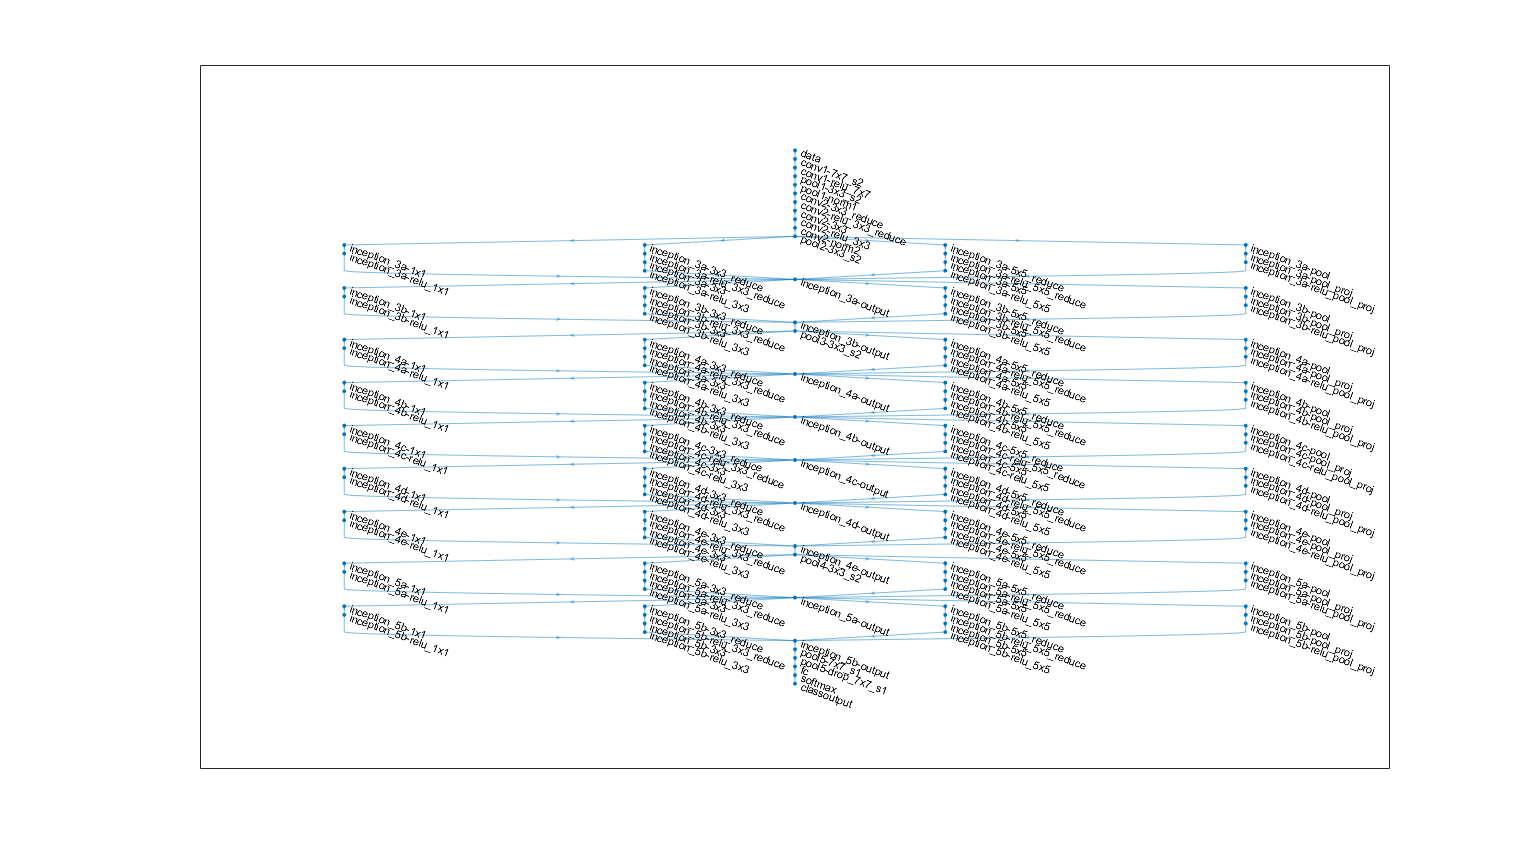 data
conv1-7x7_s2
conv1-relu_7x7
pool1-3x3_s2
pool1-norm1
conv2-3x3_reduce
conv2-relu_3x3_reduce
conv2-3x3
conv2-relu_3x3
conv2-norm2
pool2-3x3_s2
inception_3a-1x1
inception_3a-relu_1x1
inception_3a-3x3_reduce
inception_3a-relu_3x3_reduce
inception_3a-3x3
inception_3a-relu_3x3
inception_3a-5x5_reduce
inception_3a-relu_5x5_reduce
inception_3a-5x5
inception_3a-relu_5x5
inception_3a-pool
inception_3a-pool_proj
inception_3a-relu_pool_proj
inception_3a-output
inception_3b-1x1
inception_3b-relu_1x1
inception_3b-3x3_reduce
inception_3b-relu_3x3_reduce
inception_3b-3x3
inception_3b-relu_3x3
inception_3b-5x5_reduce
inception_3b-relu_5x5_reduce
inception_3b-5x5
inception_3b-relu_5x5
inception_3b-pool
inception_3b-pool_proj
inception_3b-relu_pool_proj
inception_3b-output
pool3-3x3_s2
inception_4a-1x1
inception_4a-relu_1x1
inception_4a-3x3_reduce
inception_4a-relu_3x3_reduce
inception_4a-3x3
inception_4a-relu_3x3
inception_4a-5x5_reduce
inception_4a-relu_5x5_reduce
inception_4a-5x5
inception_4a-relu_5x5
inception_4a-pool
inception_4a-pool_proj
inception_4a-relu_pool_proj
inception_4a-output
inception_4b-1x1
inception_4b-relu_1x1
inception_4b-3x3_reduce
inception_4b-relu_3x3_reduce
inception_4b-3x3
inception_4b-relu_3x3
inception_4b-5x5_reduce
inception_4b-relu_5x5_reduce
inception_4b-5x5
inception_4b-relu_5x5
inception_4b-pool
inception_4b-pool_proj
inception_4b-relu_pool_proj
inception_4b-output
inception_4c-1x1
inception_4c-relu_1x1
inception_4c-3x3_reduce
inception_4c-relu_3x3_reduce
inception_4c-3x3
inception_4c-relu_3x3
inception_4c-5x5_reduce
inception_4c-relu_5x5_reduce
inception_4c-5x5
inception_4c-relu_5x5
inception_4c-pool
inception_4c-pool_proj
inception_4c-relu_pool_proj
inception_4c-output
inception_4d-1x1
inception_4d-relu_1x1
inception_4d-3x3_reduce
inception_4d-relu_3x3_reduce
inception_4d-3x3
inception_4d-relu_3x3
inception_4d-5x5_reduce
inception_4d-relu_5x5_reduce
inception_4d-5x5
inception_4d-relu_5x5
inception_4d-pool
inception_4d-pool_proj
inception_4d-relu_pool_proj
inception_4d-output
inception_4e-1x1
inception_4e-relu_1x1
inception_4e-3x3_reduce
inception_4e-relu_3x3_reduce
inception_4e-3x3
inception_4e-relu_3x3
inception_4e-5x5_reduce
inception_4e-relu_5x5_reduce
inception_4e-5x5
inception_4e-relu_5x5
inception_4e-pool
inception_4e-pool_proj
inception_4e-relu_pool_proj
inception_4e-output
pool4-3x3_s2
inception_5a-1x1
inception_5a-relu_1x1
inception_5a-3x3_reduce
inception_5a-relu_3x3_reduce
inception_5a-3x3
inception_5a-relu_3x3
inception_5a-5x5_reduce
inception_5a-relu_5x5_reduce
inception_5a-5x5
inception_5a-relu_5x5
inception_5a-pool
inception_5a-pool_proj
inception_5a-relu_pool_proj
inception_5a-output
inception_5b-1x1
inception_5b-relu_1x1
inception_5b-3x3_reduce
inception_5b-relu_3x3_reduce
inception_5b-3x3
inception_5b-relu_3x3
inception_5b-5x5_reduce
inception_5b-relu_5x5_reduce
inception_5b-5x5
inception_5b-relu_5x5
inception_5b-pool
inception_5b-pool_proj
inception_5b-relu_pool_proj
inception_5b-output
pool5-7x7_s1
pool5-drop_7x7_s1
fc
softmax
classoutput